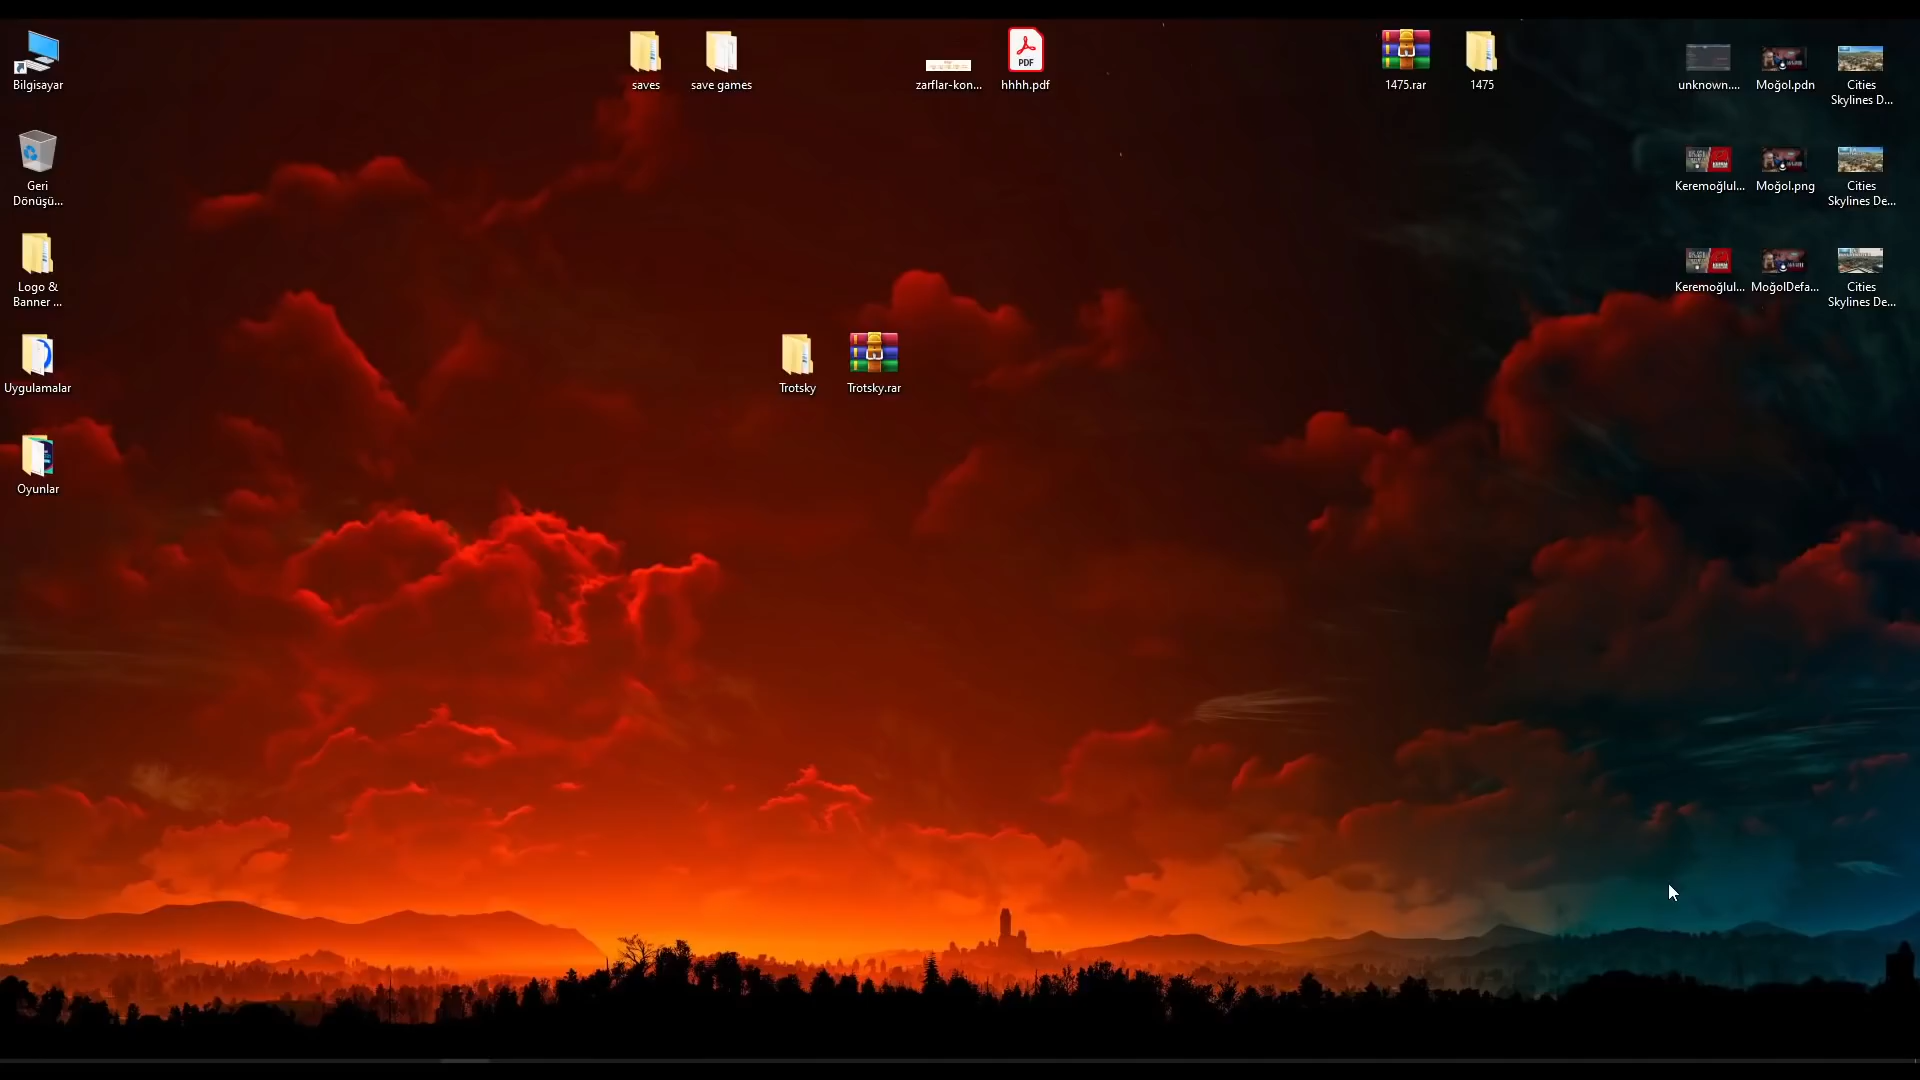 Bilgisayar
saves
save games
zarflar-kon...
PDF
hhhh.pdf
1475.rar
1475
unknown....
Moğol.pdn
Cities
Skylines D...
Geri
Dönüşü...
Keremoğlul...
Moğol.png
Cities
Skylines De...
Logo &
Banner ...
Keremoğlul...
MoğolDefa...
Cities
Skylines De...
Uygulamalar
Trotsky
Trotsky.rar
Oyunlar